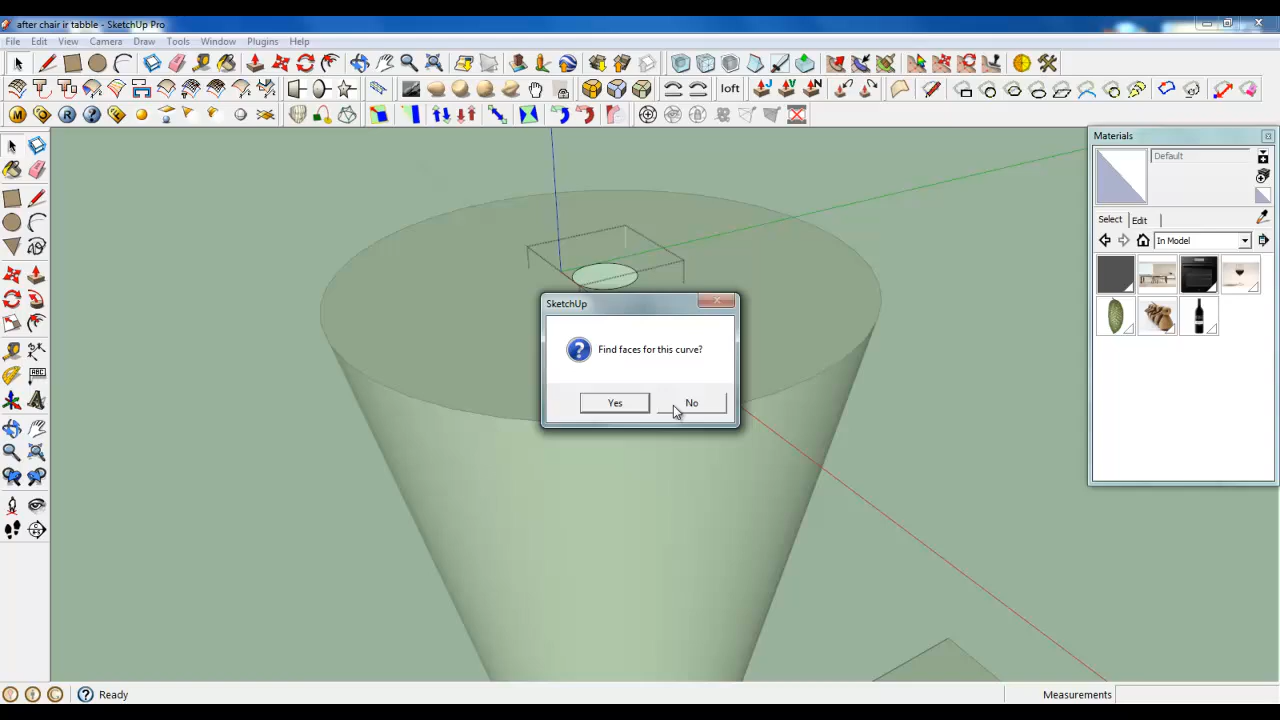 after chair ir tabble - SketchUp Pro
File Edit View Camera Draw Tools Window Plugins Help
loft
M R ?
J V N
Materials
Default
Select Edit
In Model
SketchUp
Find faces for this curve?
Yes No
ABC
Ready
Measurements